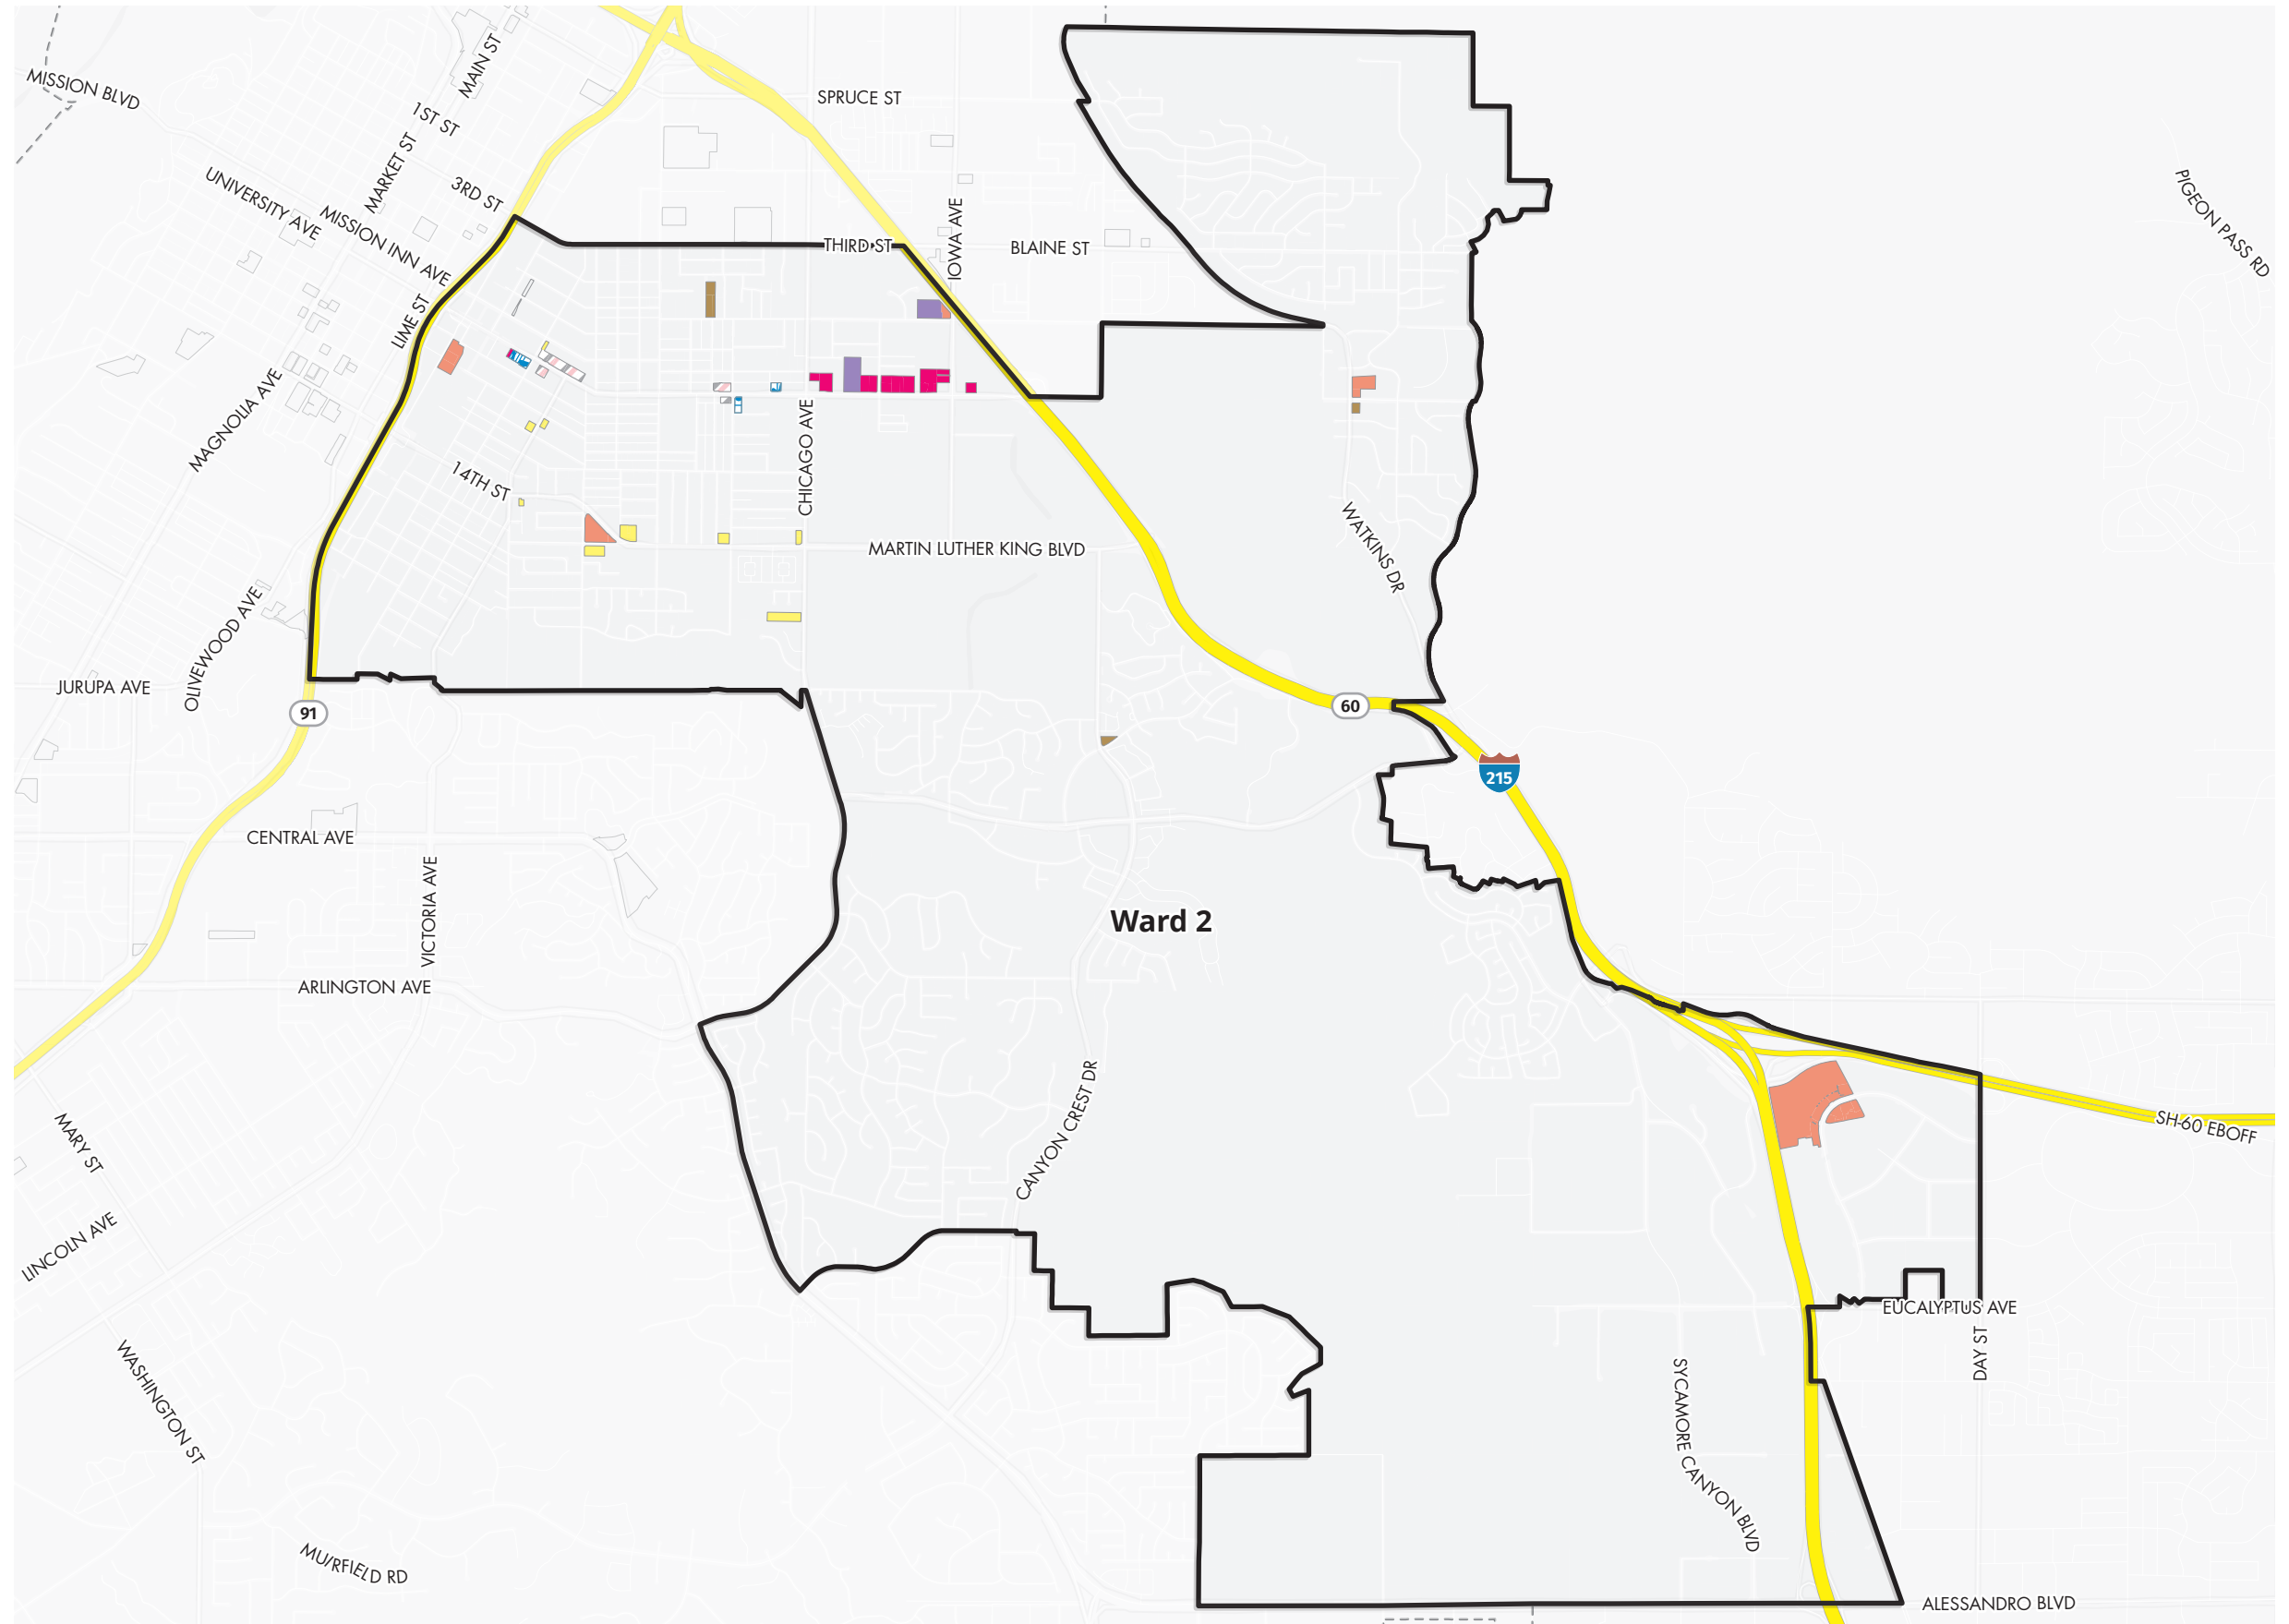 MISSION BLVD
MAIN ST
1ST ST
MARKET ST
SPRUCE ST
UNIVERSITY AVE
3RD ST
MISSION INN AVE
THIRD ST
IOWA AVE
BLAINE ST
PIGEON PASS RD
LIME ST
MAGNOLIA AVE
CHICAGO AVE
14TH ST
MARTIN LUTHER KING BLVD
WATKINS DR
OLIVEWOOD AVE
JURUPA AVE
91
60
215
CENTRAL AVE
VICTORIA AVE
Ward 2
ARLINGTON AVE
CANYON CREST DR
MARY ST
SH-60 EBOFF
LINCOLN AVE
EUCALYPTUS AVE
DAY ST
WASHINGTON ST
SYCAMORE CANYON BLVD
MUIRFIELD RD
ALESSANDRO BLVD